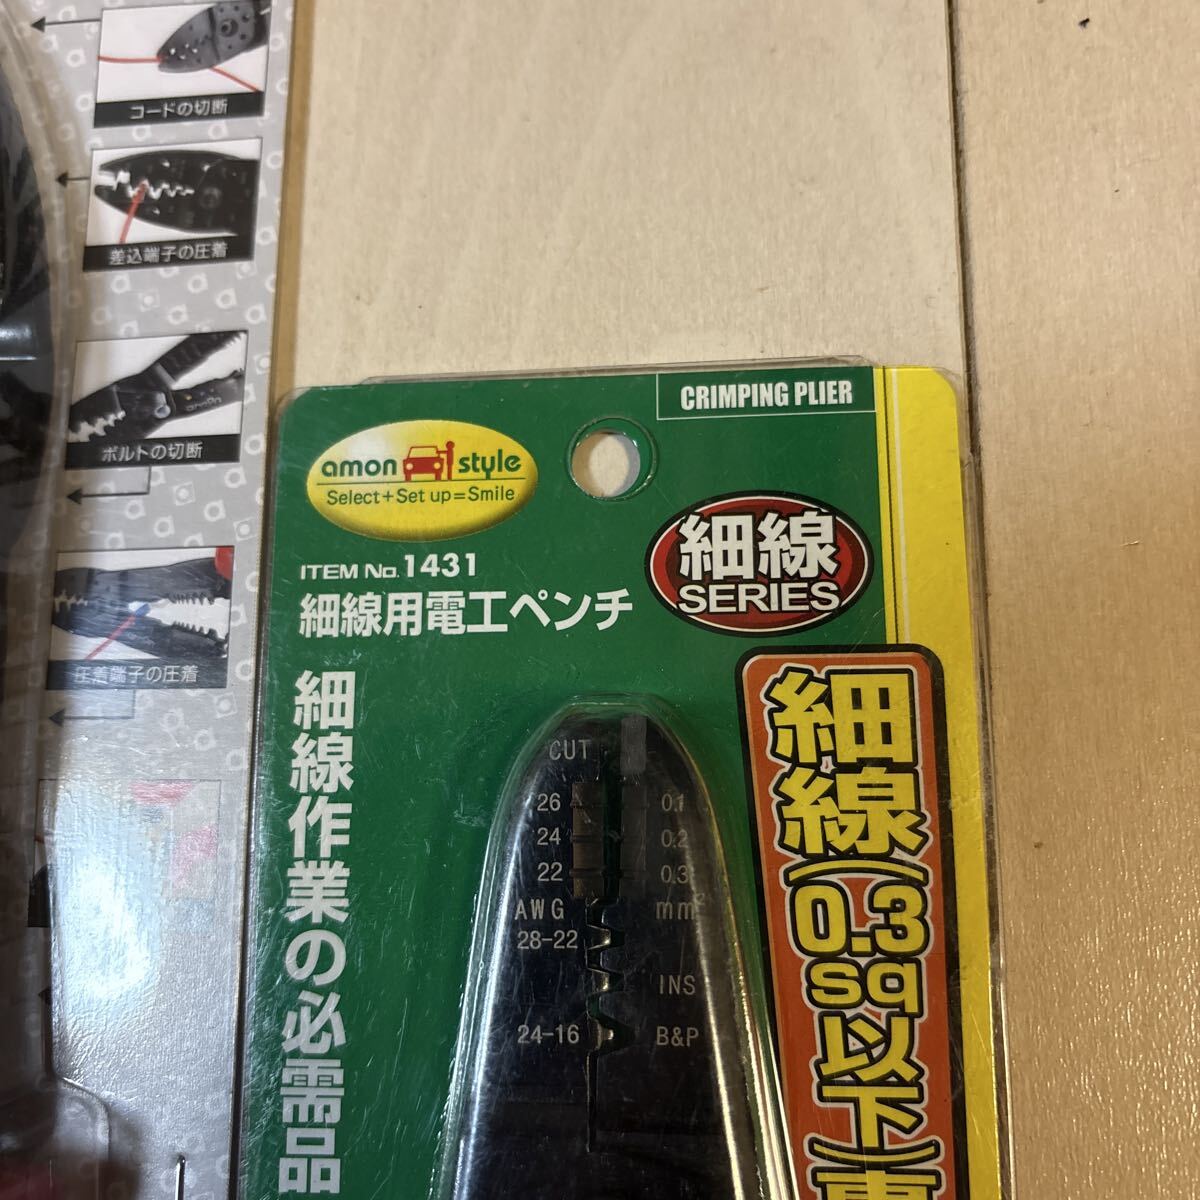 コードの切断
差込端子の圧着
ボルトの切断
amon
圧着端子の圧着
CRIMPING PLIER
amon style
Select+Set up=Smile
細線
SERIES
ITEM No.1431
細線用電工ペンチ
細線作業の必需品
CUT
26 0.1
24 0.2
22 0.3
AWG mm²
28-22
INS
24-16 B&P
細線(0.3sq以下)専